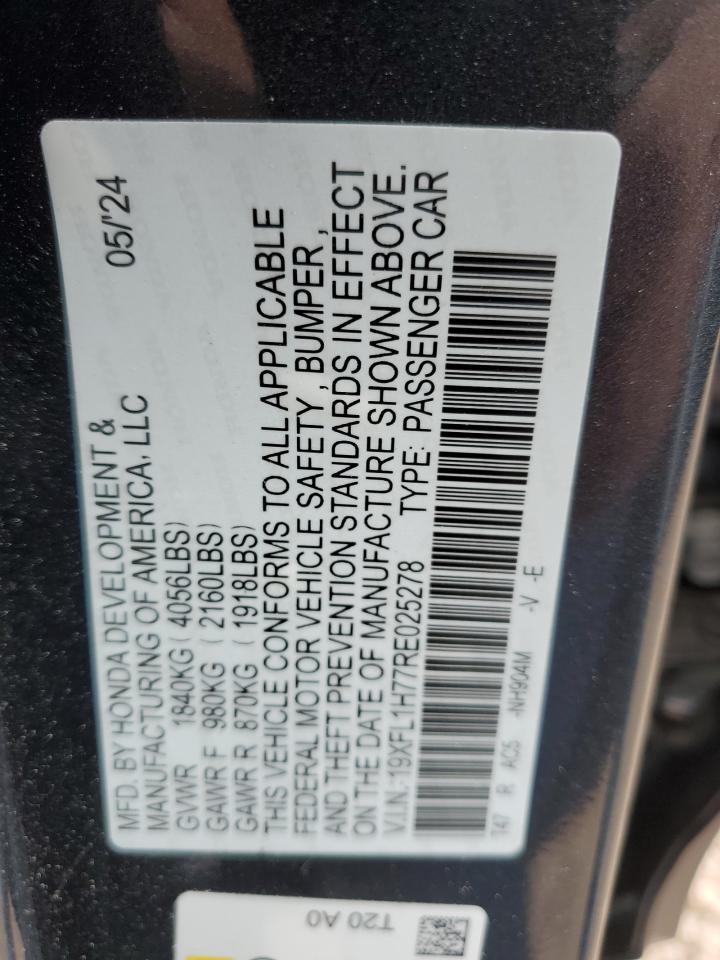 MFD. BY HONDA DEVELOPMENT & 05/'24
MANUFACTURING OF AMERICA, LLC
GVWR 1840KG ( 4056LBS)
GAWR F 980KG ( 2160LBS)
GAWR R 870KG ( 1918LBS)
THIS VEHICLE CONFORMS TO ALL APPLICABLE
FEDERAL MOTOR VEHICLE SAFETY , BUMPER ,
AND THEFT PREVENTION STANDARDS IN EFFECT
ON THE DATE OF MANUFACTURE SHOWN ABOVE.
V.I.N.: 19XFL1H77RE025278 TYPE: PASSENGER CAR
T47 R AC5 -NH904M -V -E
T20 A0